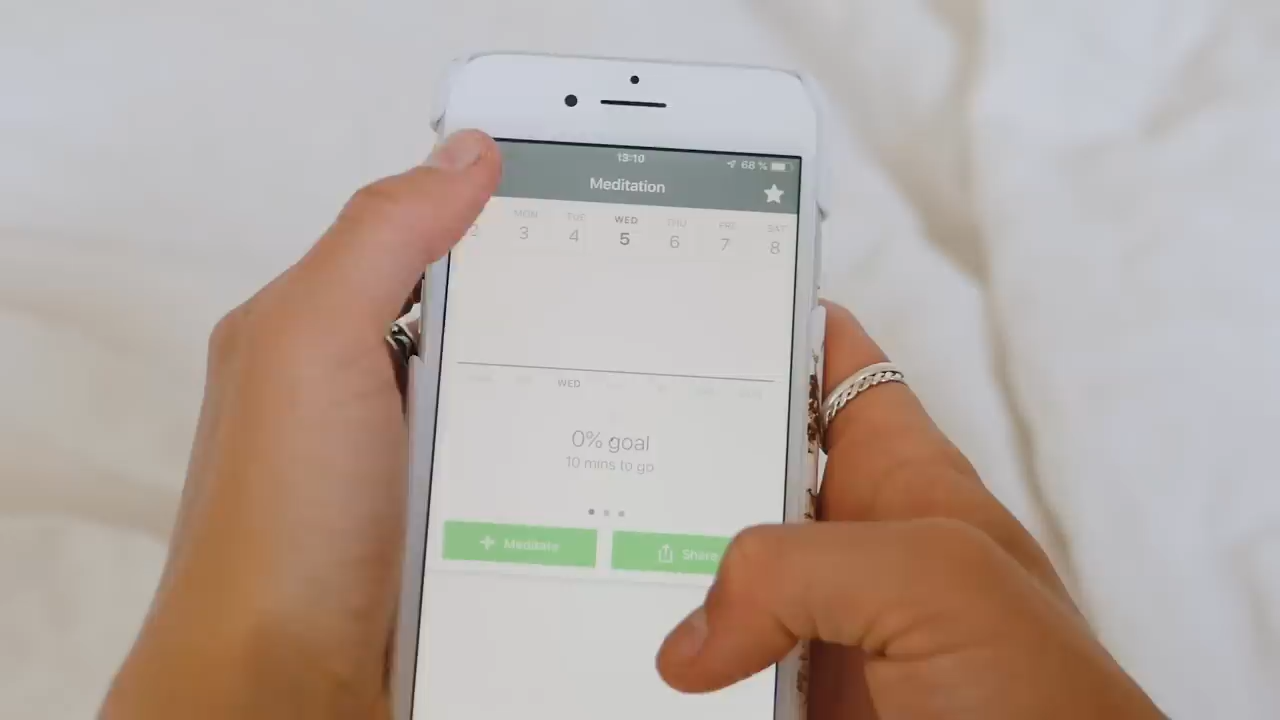 13:10
68 %
Meditation
MON TUE WED THU FRI SAT
2 3 4 5 6 7 8
WED
0% goal
10 mins to go
Meditate
Share